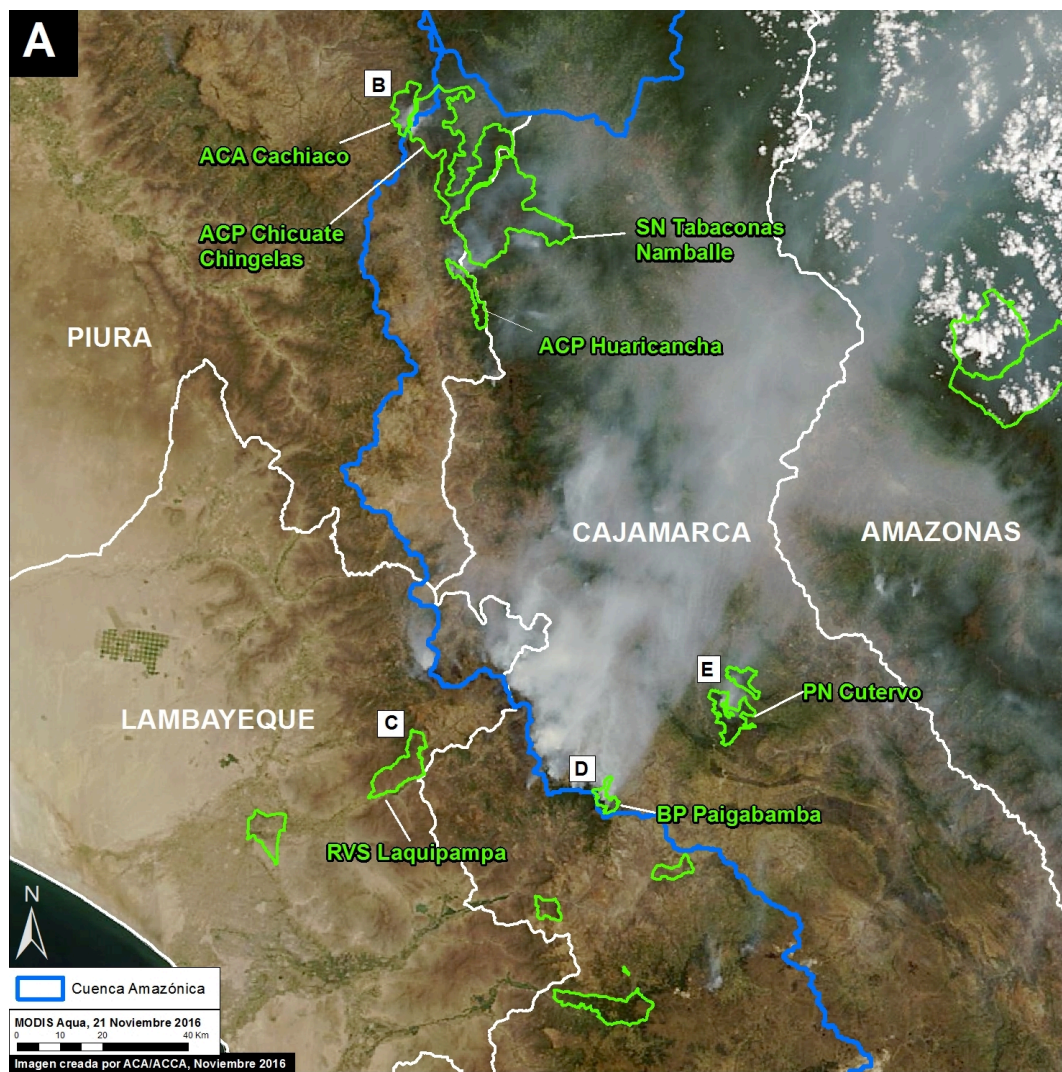 A
B
ACA Cachiaco
ACP Chicuate
Chingelas
SN Tabaconas
Namballe
PIURA
ACP Huaricancha
CAJAMARCA
AMAZONAS
E
PN Cutervo
LAMBAYEQUE
C
D
BP Paigabamba
RVS Laquipampa
N
Cuenca Amazónica
MODIS Aqua, 21 Noviembre 2016
0 10 20 40 Km
Imagen creada por ACA/ACCA, Noviembre 2016